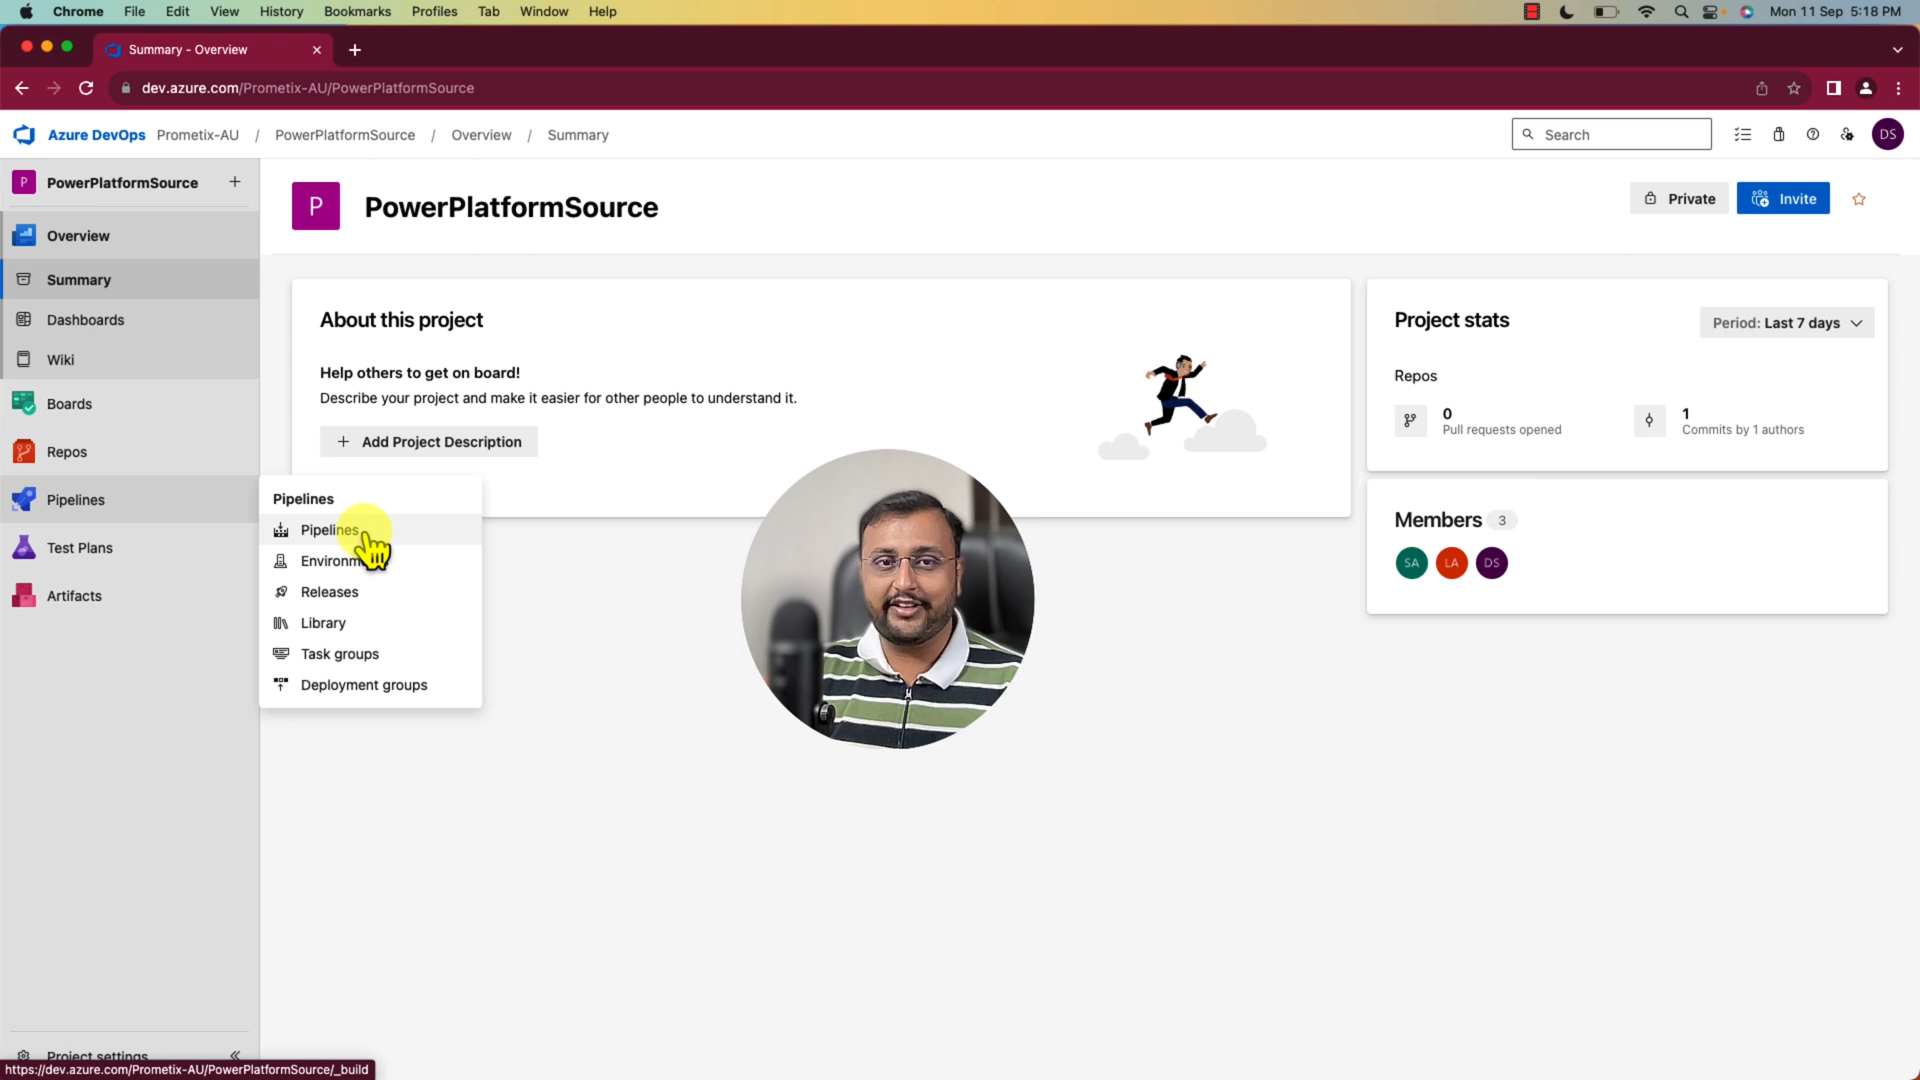 Chrome File Edit View History Bookmarks Profiles Tab Window Help Mon 11 Sep 5:18 PM
Summary - Overview
dev.azure.com/Prometix-AU/PowerPlatformSource
Azure DevOps Prometix-AU / PowerPlatformSource / Overview / Summary Search DS
P PowerPlatformSource
P PowerPlatformSource
Private Invite
Overview
Summary
Dashboards
Wiki
Boards
Repos
Pipelines
Test Plans
Artifacts
About this project
Help others to get on board!
Describe your project and make it easier for other people to understand it.
Add Project Description
Pipelines
Pipelines
Environm
Releases
Library
Task groups
Deployment groups
Project stats
Period: Last 7 days
Repos
0
Pull requests opened
1
Commits by 1 authors
Members 3
SA LA DS
Project settings
https://dev.azure.com/Prometix-AU/PowerPlatformSource/_build